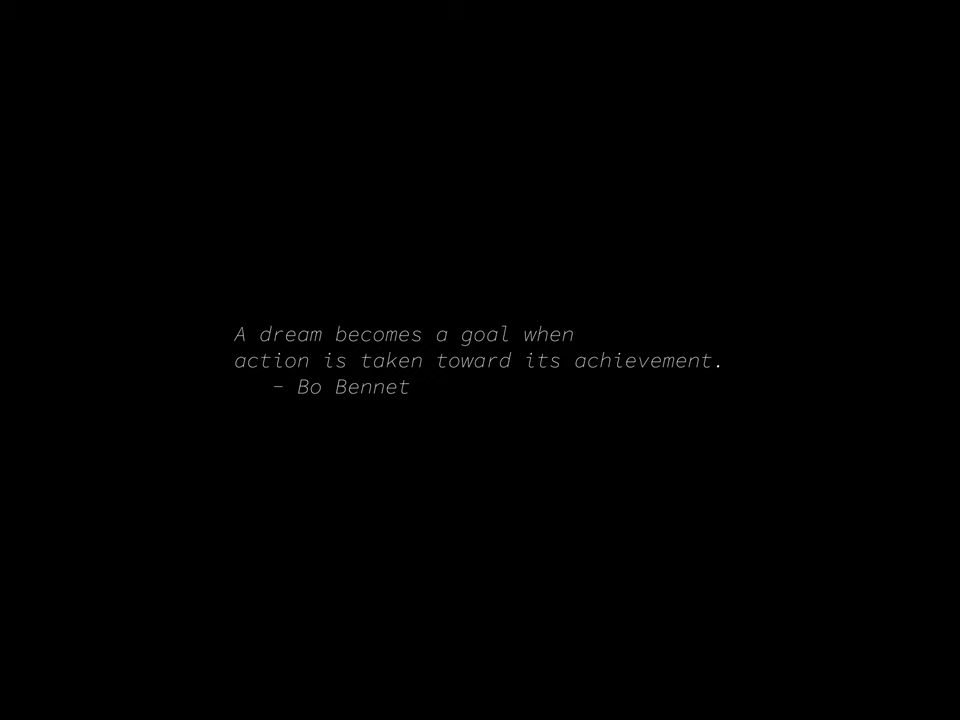 A dream becomes a goal when
action is taken toward its achievement.
– Bo Bennet